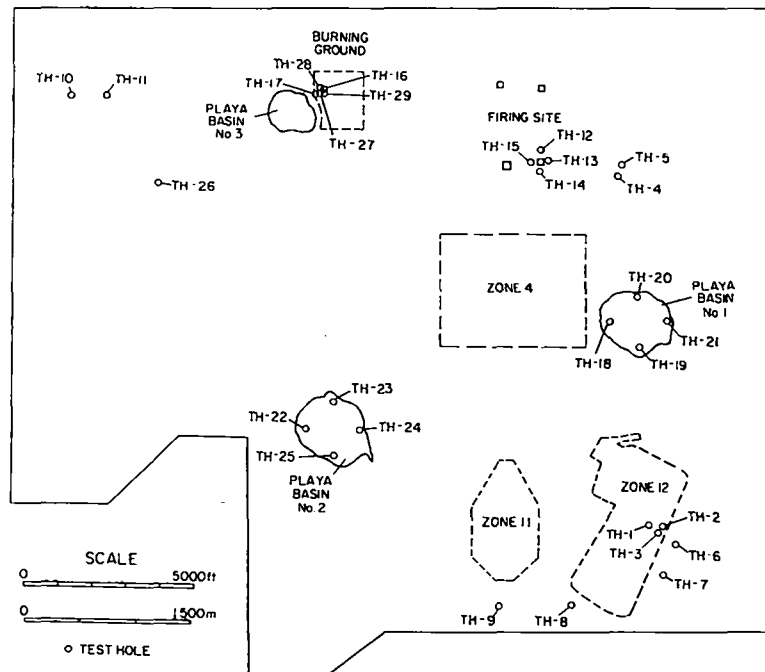 BURNING
GROUND
TH-28
TH-16
TH-10
TH-11
TH-17
TH-29
PLAYA
BASIN
No 3
TH-27
FIRING SITE
TH-12
TH-15
TH-13
TH-5
TH-14
TH-4
TH-26
ZONE 4
TH-20
PLAYA
BASIN
No 1
TH-18
TH-21
TH-19
TH-23
TH-22
TH-24
TH-25
PLAYA
BASIN
No. 2
ZONE 11
ZONE 12
TH-1
TH-2
TH-3
TH-6
TH-7
TH-9
TH-8
SCALE
0 5000ft
0 1500m
TEST HOLE